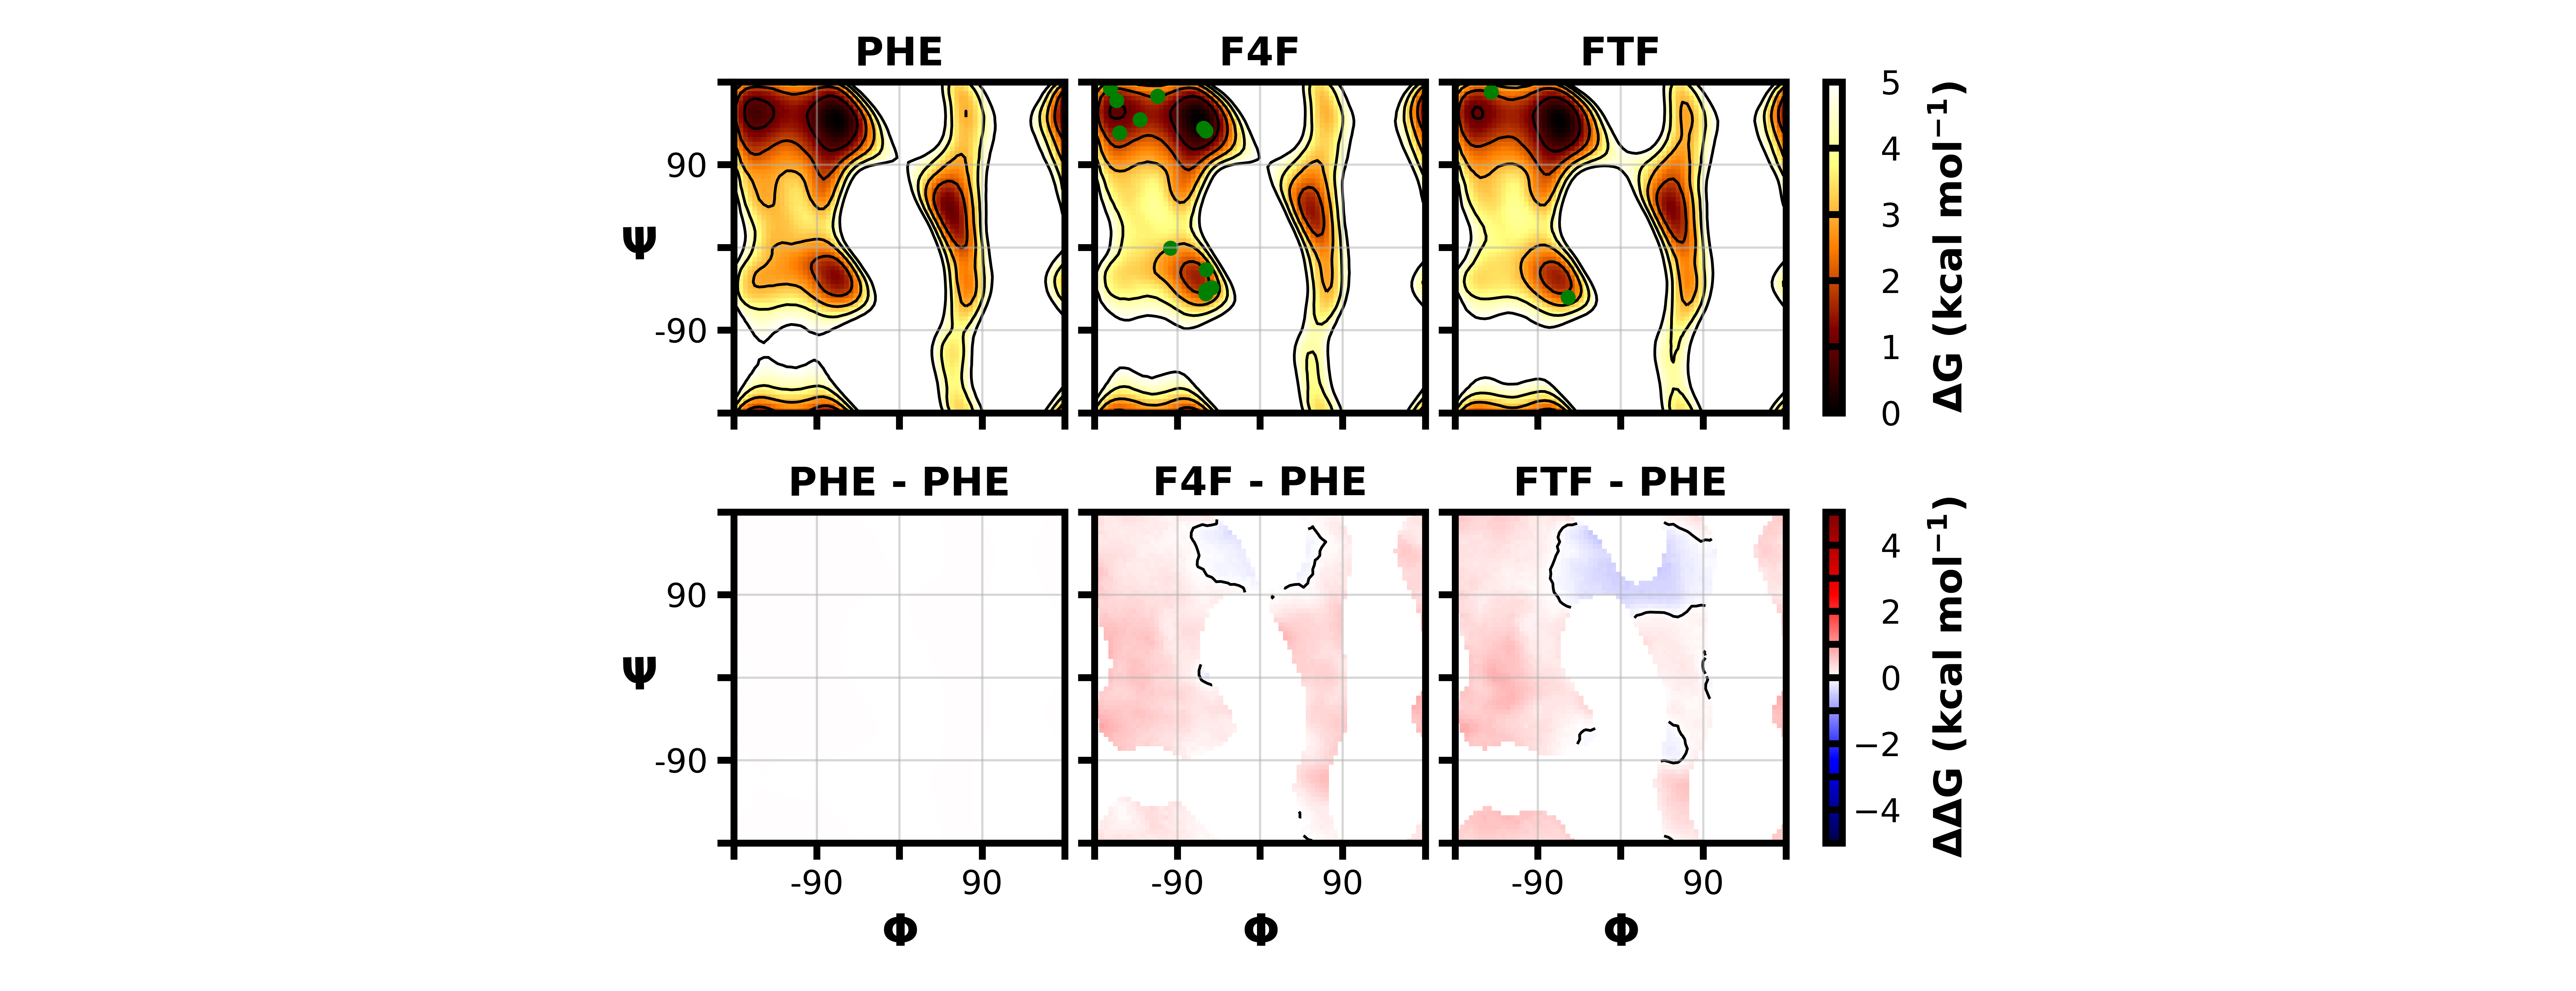 PHE F4F FTF
Ψ 90 -90
5 4 3 2 1 0
ΔG (kcal mol⁻¹)
PHE - PHE F4F - PHE FTF - PHE
Ψ 90 -90
4 2 0 −2 −4
ΔΔG (kcal mol⁻¹)
-90 90 -90 90 -90 90
Φ Φ Φ